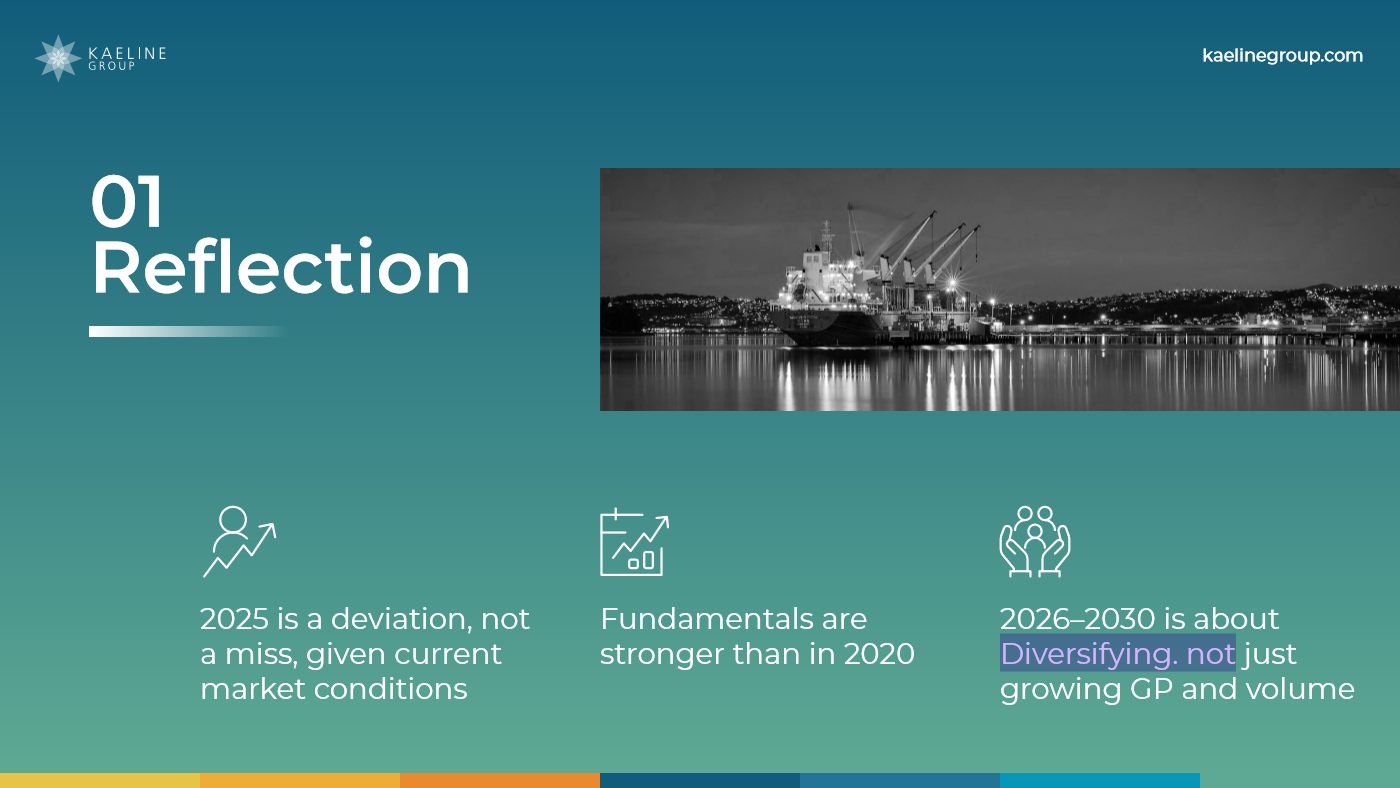 KAELINE
GROUP
kaelinegroup.com
01
Reflection
2025 is a deviation, not
a miss, given current
market conditions
Fundamentals are
stronger than in 2020
2026–2030 is about
Diversifying. not just
growing GP and volume